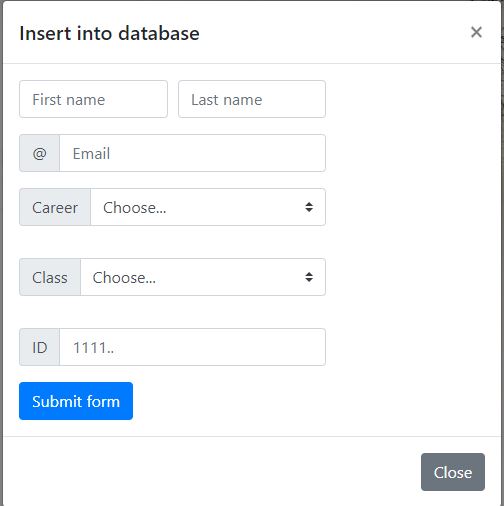 Insert into database ×
First name Last name
@ Email
Career Choose...
Class Choose...
ID 1111..
Submit form
Close